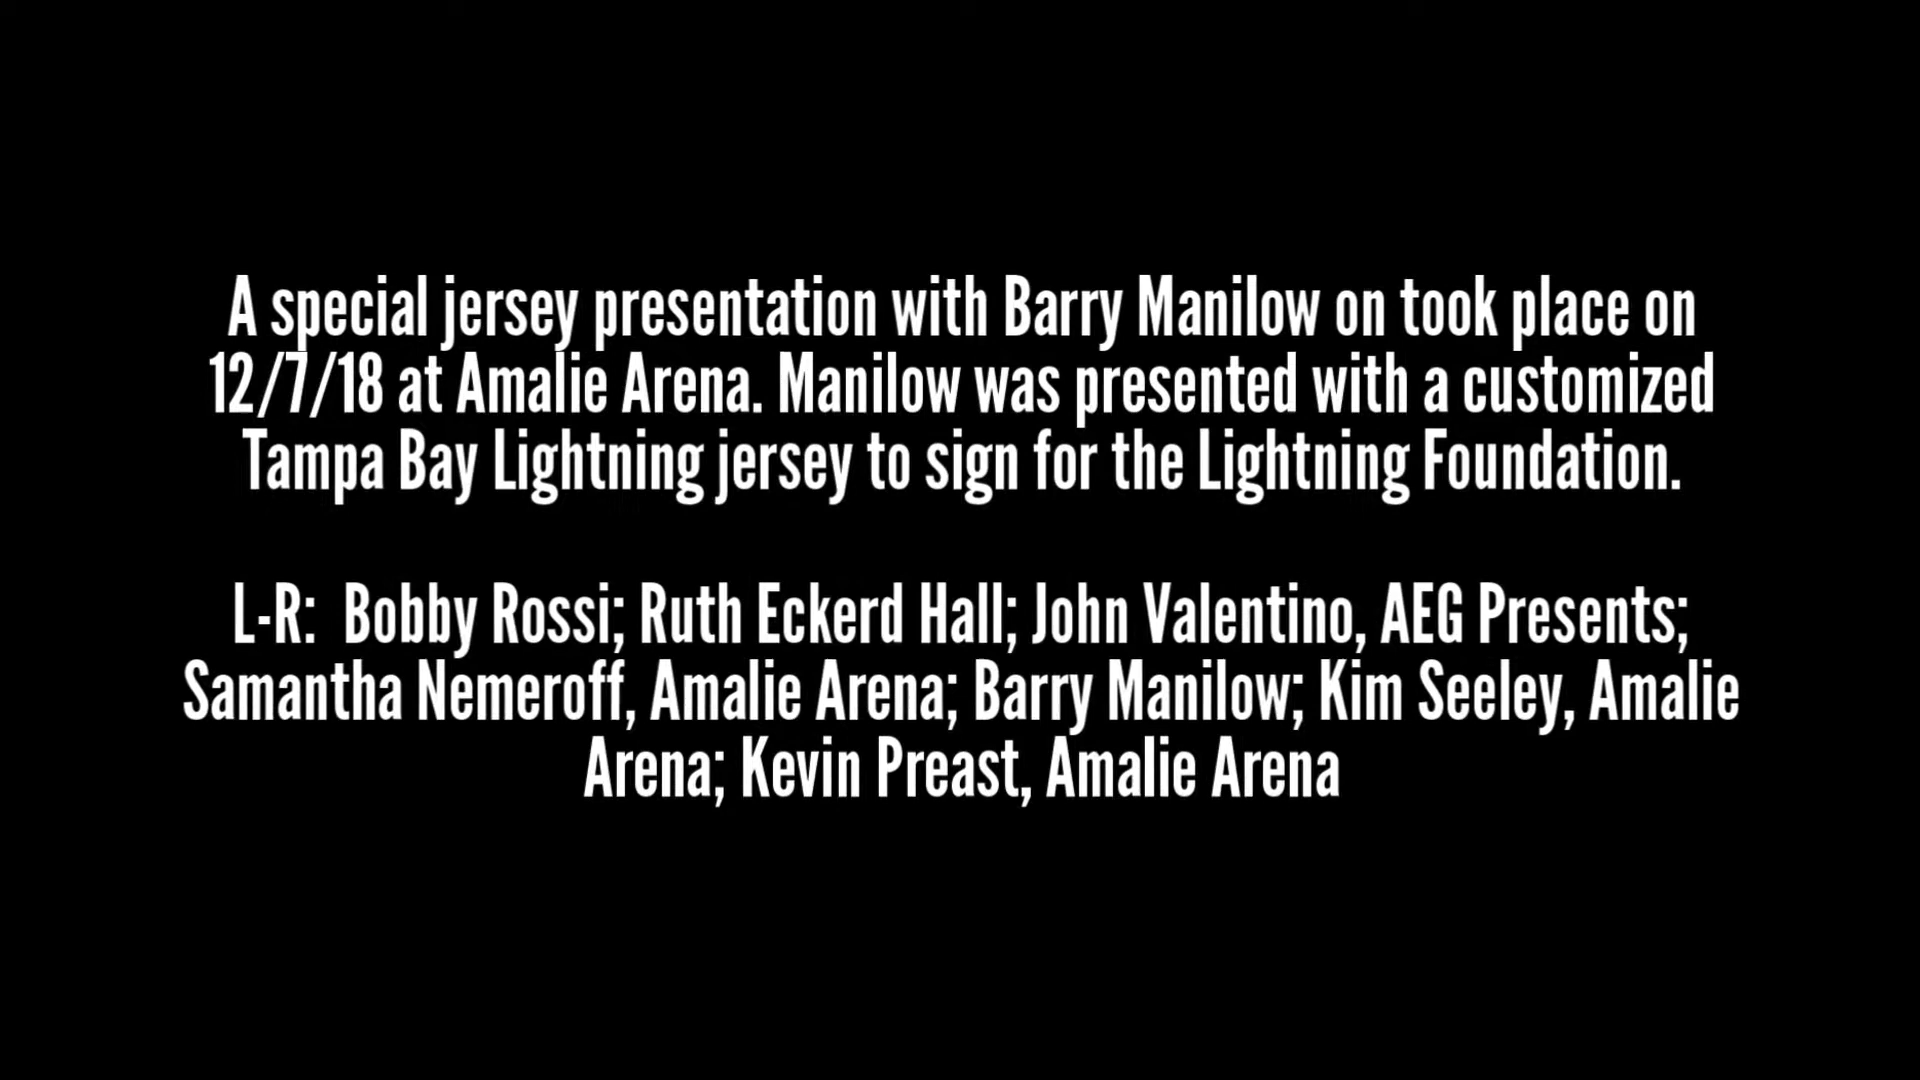 A special jersey presentation with Barry Manilow on took place on
12/7/18 at Amalie Arena. Manilow was presented with a customized
Tampa Bay Lightning jersey to sign for the Lightning Foundation.
L-R:  Bobby Rossi; Ruth Eckerd Hall; John Valentino, AEG Presents;
Samantha Nemeroff, Amalie Arena; Barry Manilow; Kim Seeley, Amalie
Arena; Kevin Preast, Amalie Arena